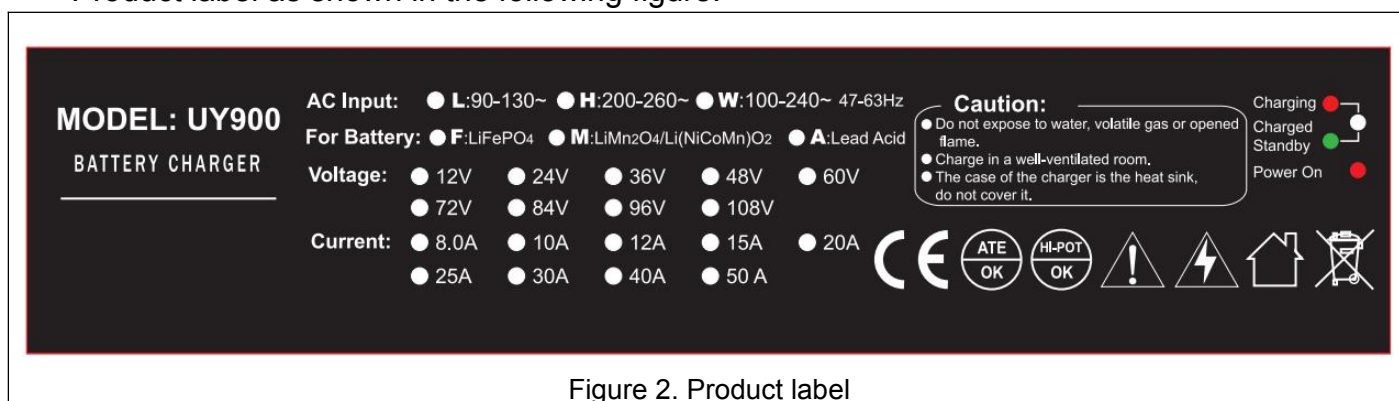 Product label as shown in the following figure.
MODEL: UY900
BATTERY CHARGER
AC Input: L:90-130~ H:200-260~ W:100-240~ 47-63Hz
For Battery: F:LiFePO4 M:LiMn2O4/Li(NiCoMn)O2 A:Lead Acid
Voltage: 12V 24V 36V 48V 60V
72V 84V 96V 108V
Current: 8.0A 10A 12A 15A 20A
25A 30A 40A 50 A
Caution:
Do not expose to water, volatile gas or opened
flame.
Charge in a well-ventilated room.
The case of the charger is the heat sink,
do not cover it.
Charging
Charged
Standby
Power On
CE
ATE
OK
HI-POT
OK
Figure 2. Product label